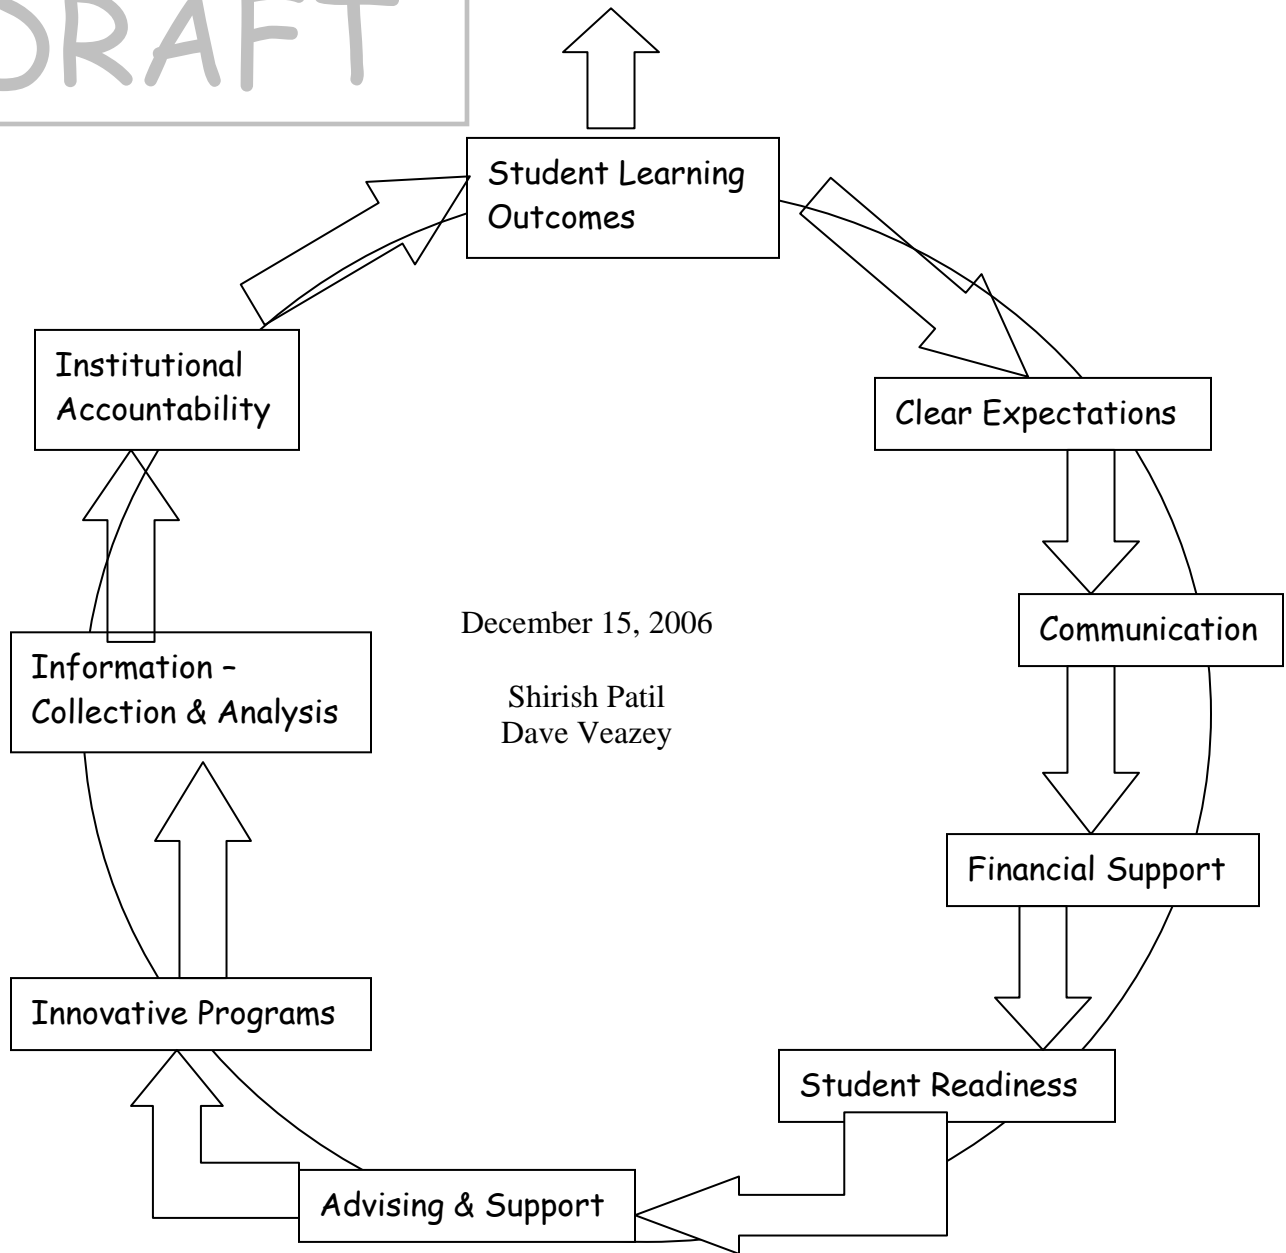 DRAFT
Student Learning
Outcomes
Clear Expectations
Communication
Financial Support
Student Readiness
Advising & Support
Innovative Programs
Information –
Collection & Analysis
Institutional
Accountability
December 15, 2006
Shirish Patil
Dave Veazey